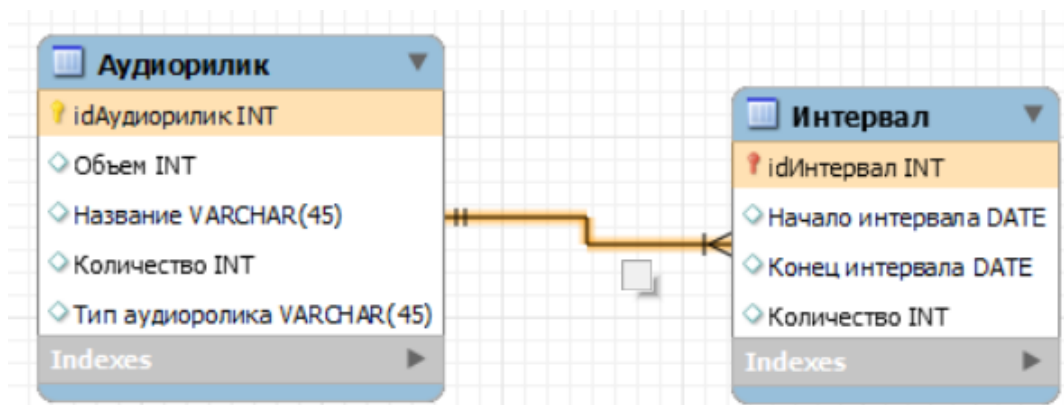 Аудиорилик
idАудиорилик INT
Объем INT
Название VARCHAR(45)
Количество INT
Тип аудиоролика VARCHAR(45)
Indexes
Интервал
idИнтервал INT
Начало интервала DATE
Конец интервала DATE
Количество INT
Indexes